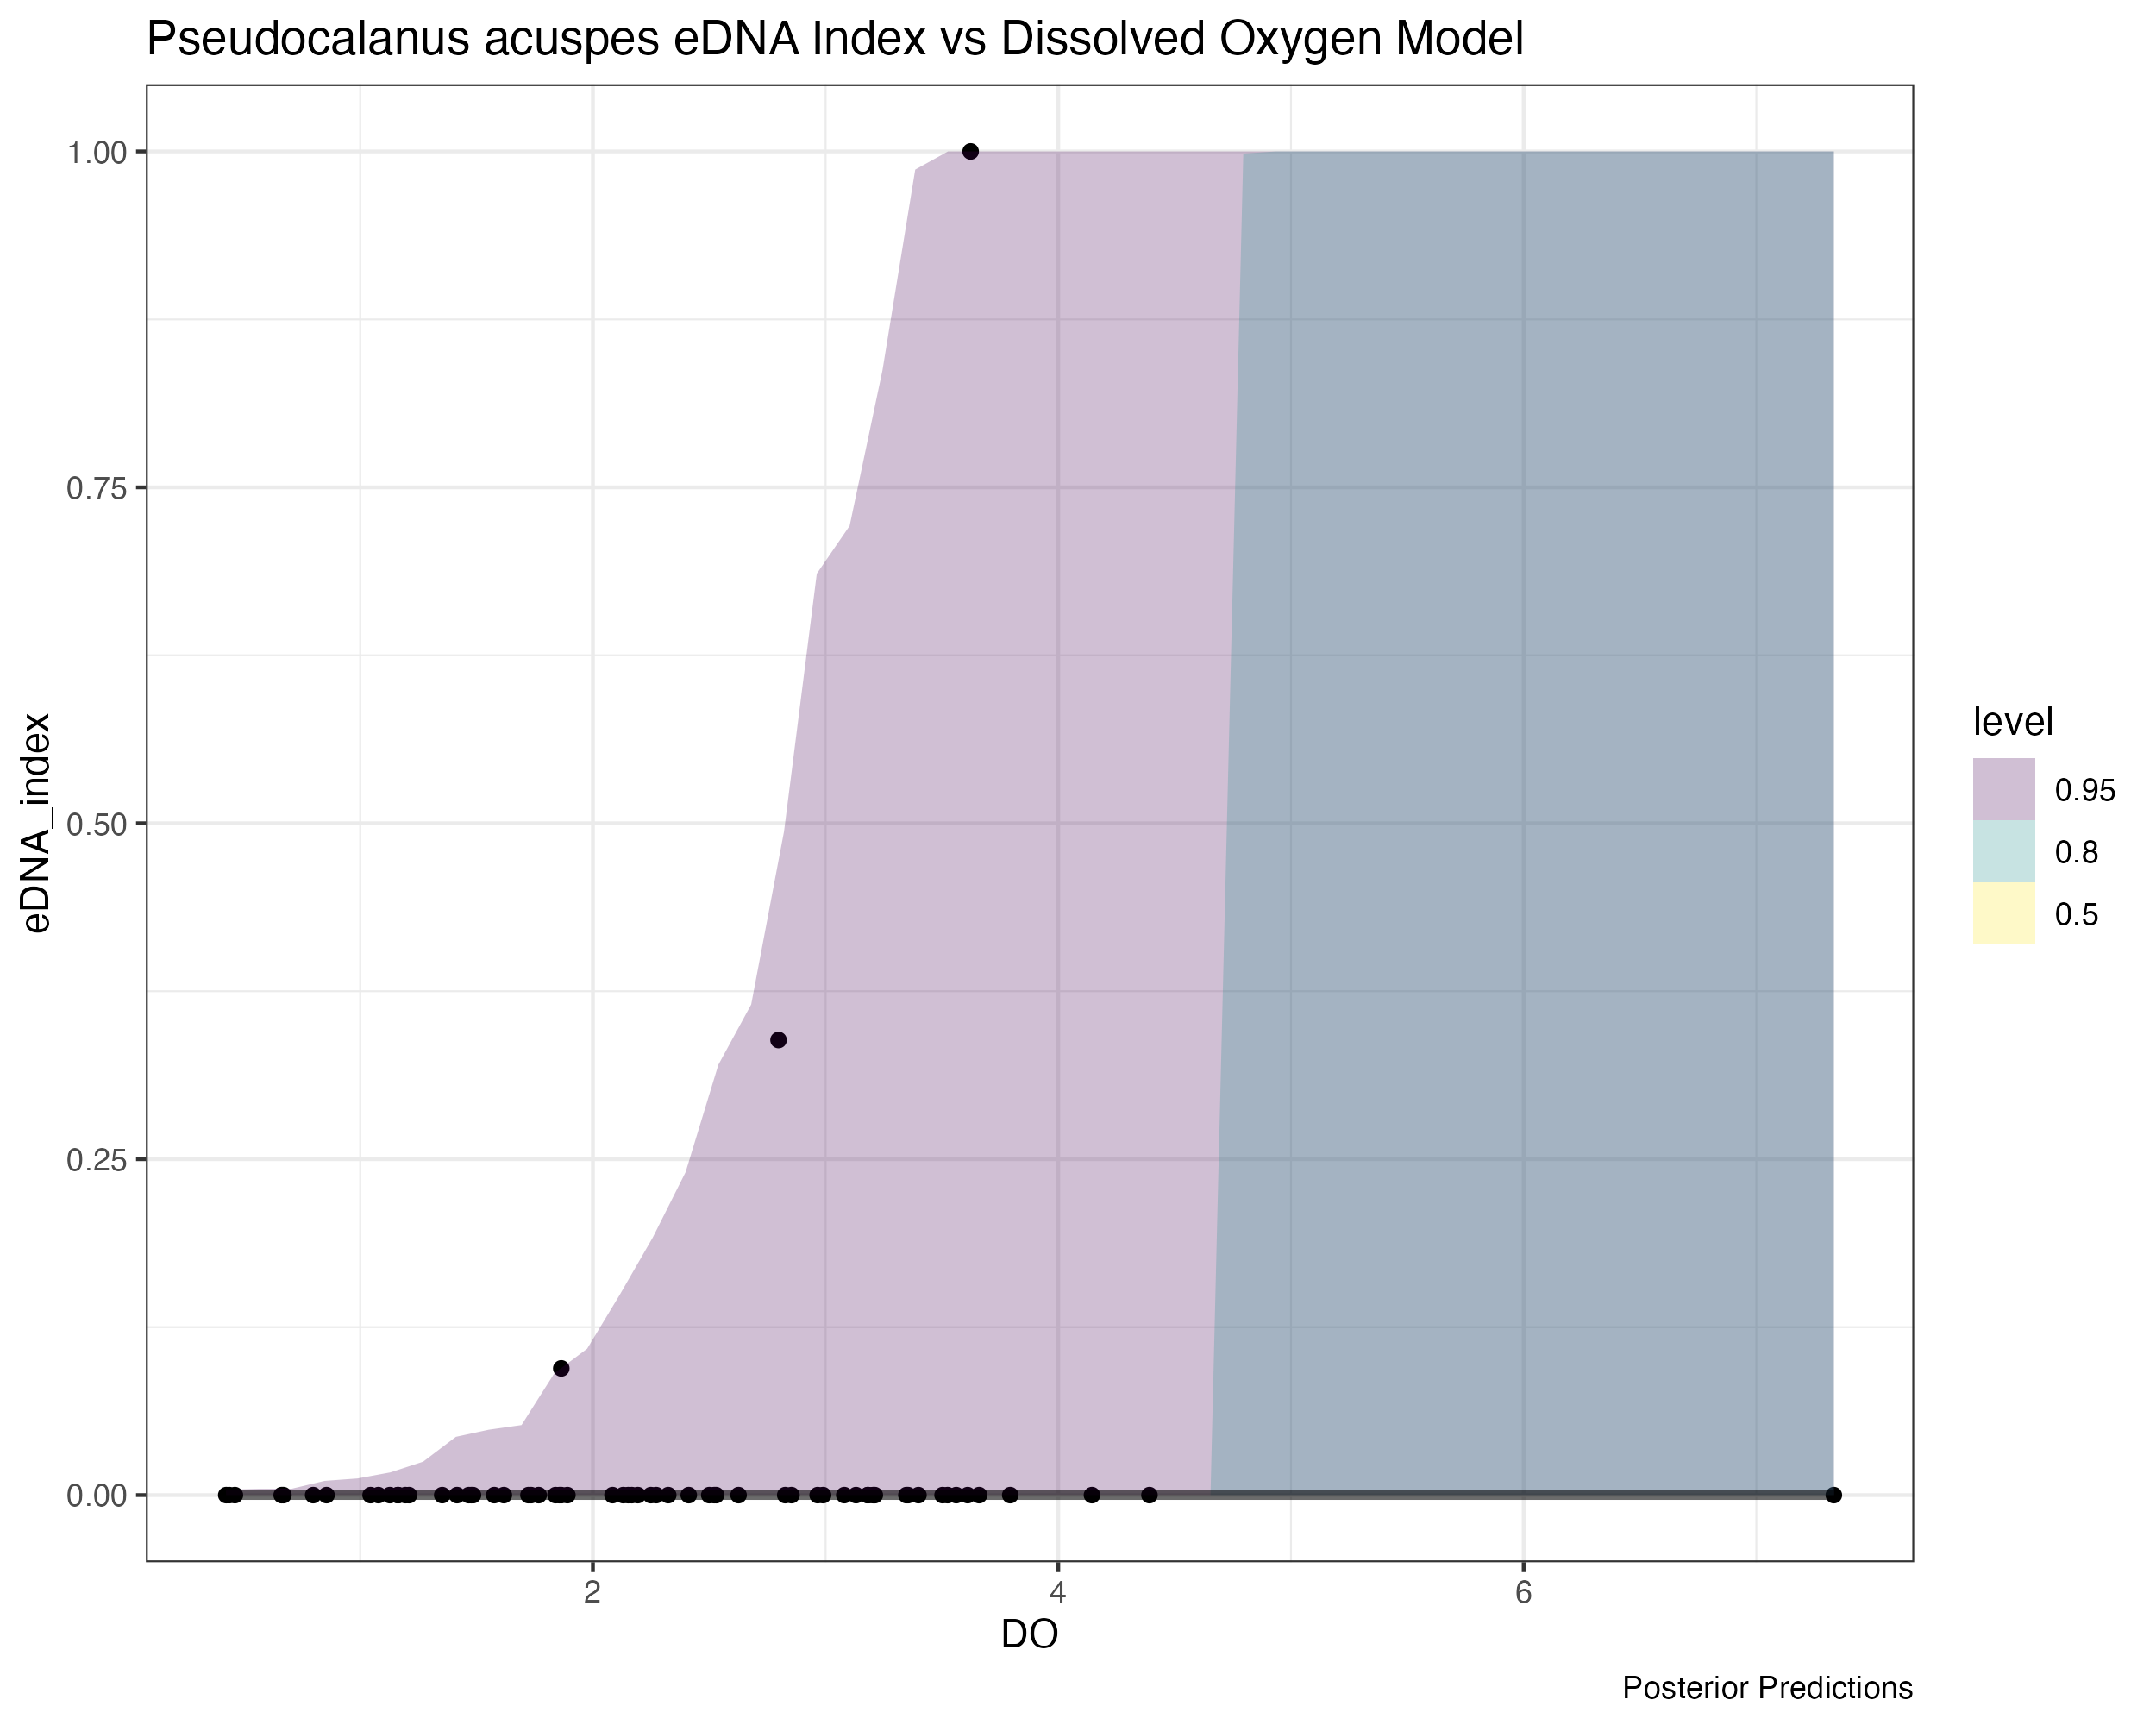 Pseudocalanus acuspes eDNA Index vs Dissolved Oxygen Model
1.00
0.75
0.50
0.25
0.00
eDNA_index
2
4
6
DO
level
0.95
0.8
0.5
Posterior Predictions